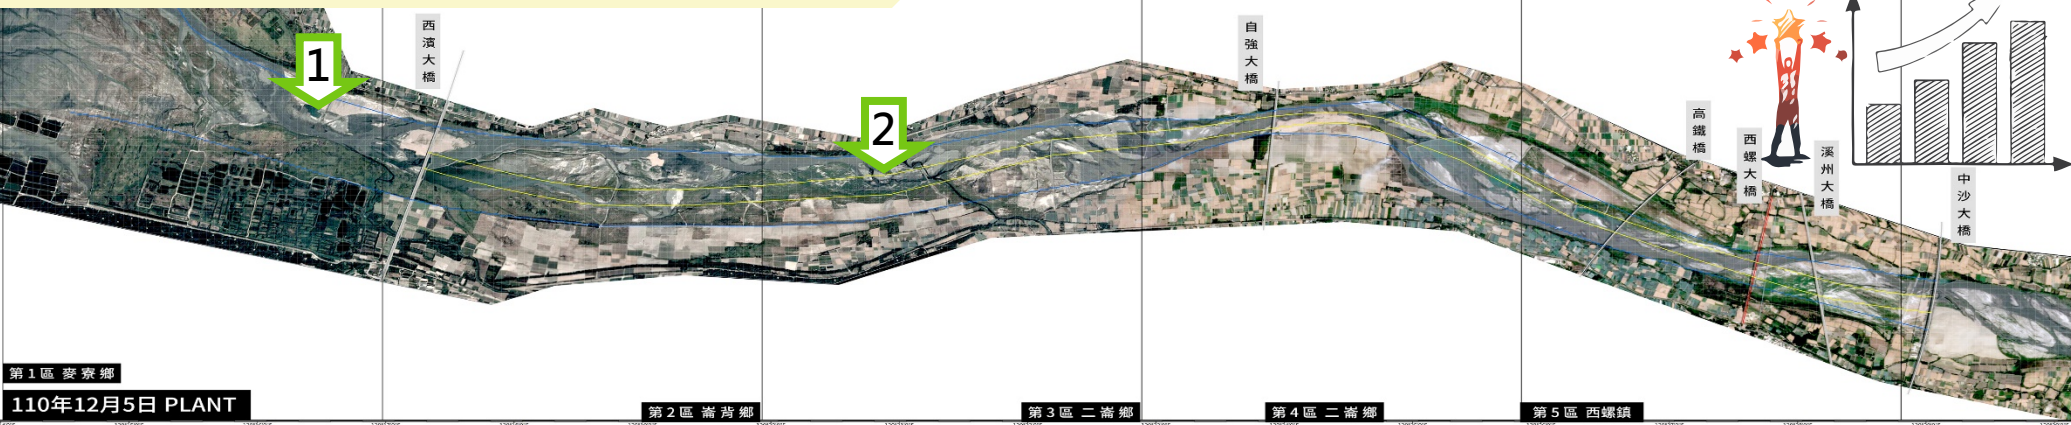 1
西濱大橋
2
自強大橋
高鐵橋
西螺大橋
溪州大橋
中沙大橋
第1區 麥寮鄉
110年12月5日 PLANT
第2區 崙背鄉
第3區 二崙鄉
第4區 二崙鄉
第5區 西螺鎮